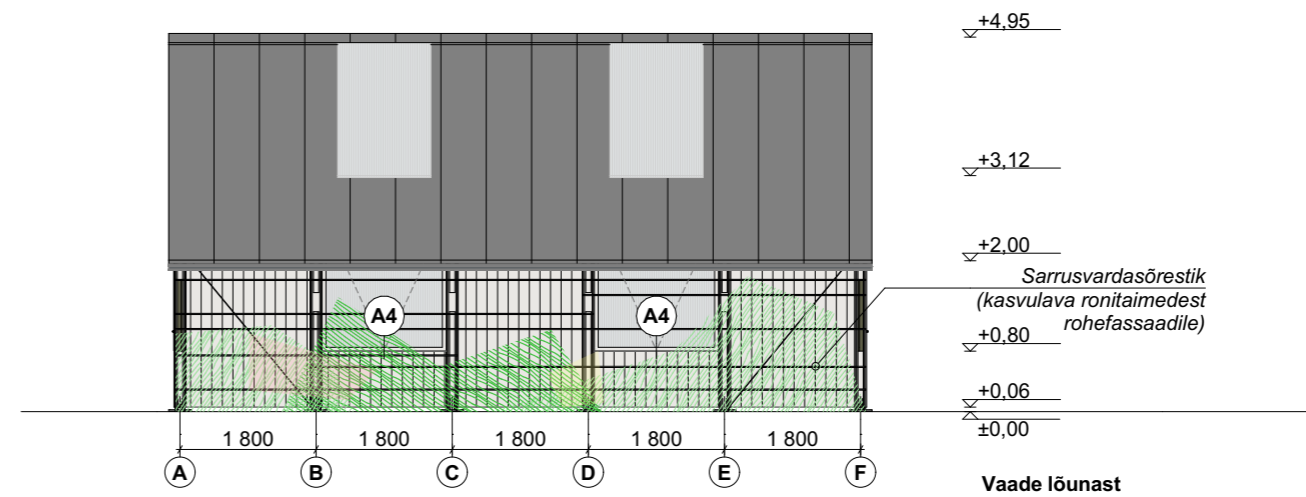 +4,95
+3,12
+2,00
Sarrusvardasõrestik
(kasvulava ronitaimedest
rohefassaadile)
A4
A4
+0,80
+0,06
±0,00
1 800
1 800
1 800
1 800
1 800
A
B
C
D
E
F
Vaade lõunast